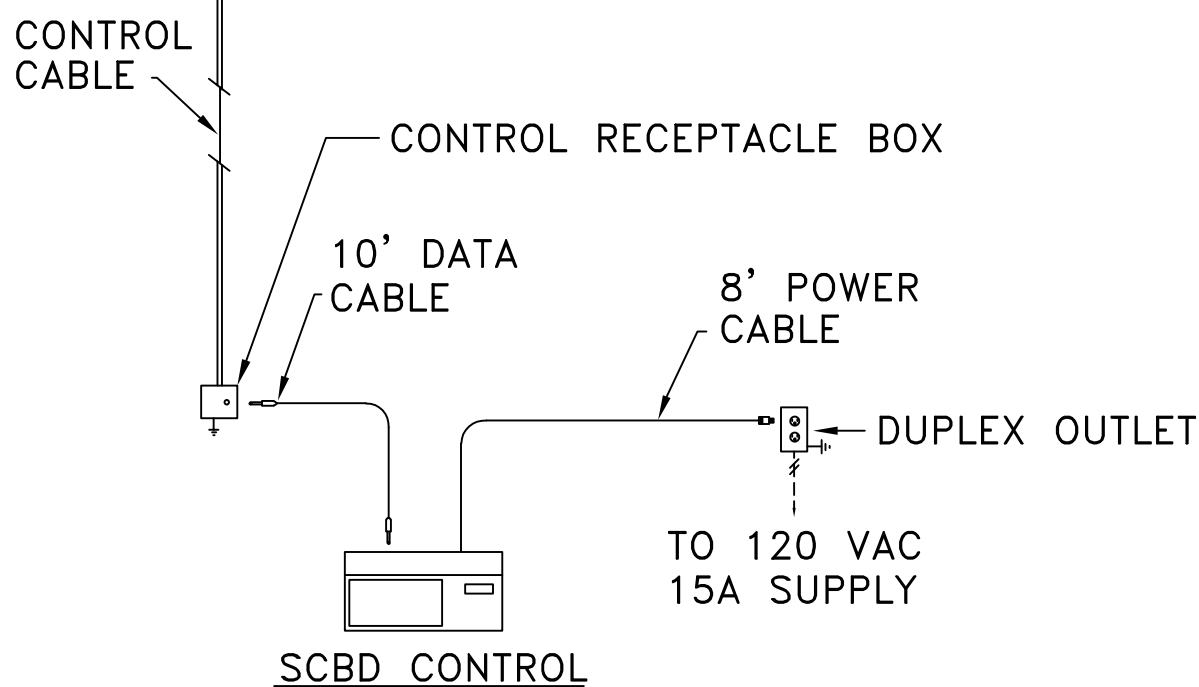 CONTROL
CABLE
CONTROL RECEPTACLE BOX
10' DATA
CABLE
8' POWER
CABLE
DUPLEX OUTLET
TO 120 VAC
15A SUPPLY
SCBD CONTROL